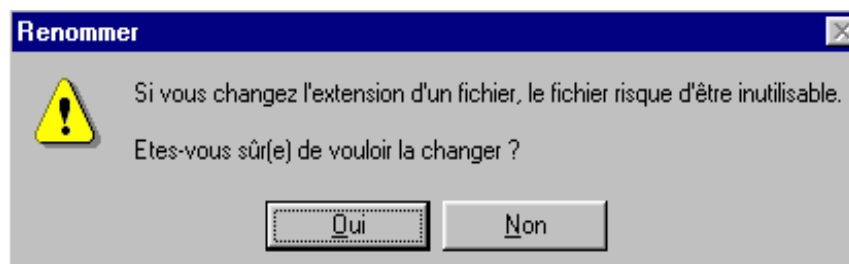 Renommer
Si vous changez l'extension d'un fichier, le fichier risque d'être inutilisable.
Etes-vous sûr(e) de vouloir la changer ?
Oui Non